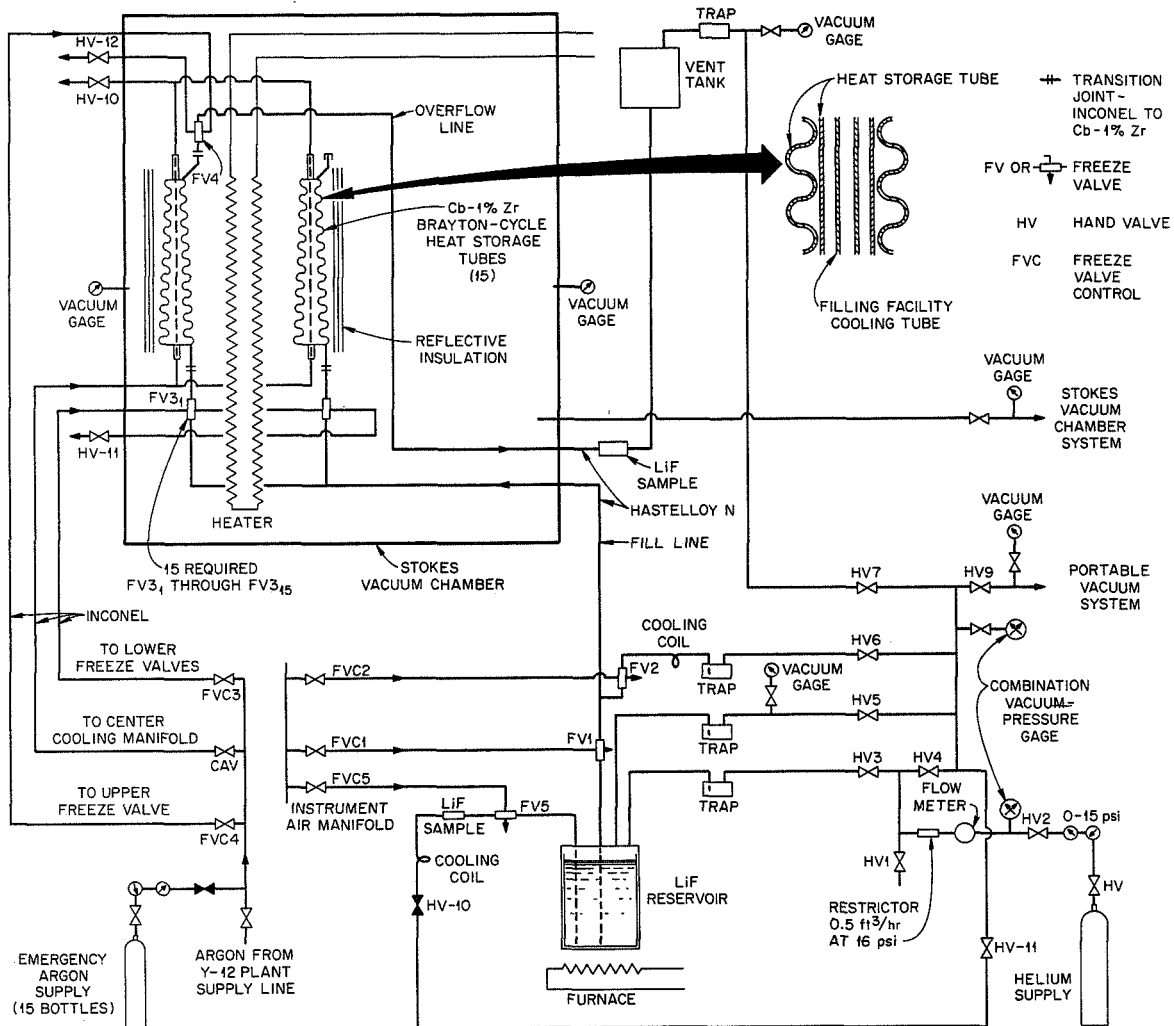 HV-12
HV-10
OVERFLOW
LINE
FV4
TRAP
VACUUM
GAGE
VENT
TANK
HEAT STORAGE TUBE
TRANSITION
JOINT-
INCONEL TO
Cb-1% Zr
FV OR
FREEZE
VALVE
HV
HAND VALVE
FVC
FREEZE
VALVE
CONTROL
Cb-1% Zr
BRAYTON-CYCLE
HEAT STORAGE
TUBES
(15)
VACUUM
GAGE
VACUUM
GAGE
REFLECTIVE
INSULATION
FILLING FACILITY
COOLING TUBE
FV3₁
HV-11
HEATER
VACUUM
GAGE
STOKES
VACUUM
CHAMBER
SYSTEM
LiF
SAMPLE
HASTELLOY N
FILL LINE
15 REQUIRED
FV3₁ THROUGH FV3₁₅
STOKES
VACUUM CHAMBER
VACUUM
GAGE
INCONEL
HV7
HV9
PORTABLE
VACUUM
SYSTEM
TO LOWER
FREEZE VALVES
FVC3
FVC2
COOLING
COIL
FV2
TRAP
HV6
VACUUM
GAGE
COMBINATION
VACUUM-
PRESSURE
GAGE
TO CENTER
COOLING MANIFOLD
CAV
FVC1
FV1
TRAP
HV5
FVC5
INSTRUMENT
AIR MANIFOLD
TRAP
HV3
HV4
FLOW
METER
TO UPPER
FREEZE VALVE
FVC4
LiF
SAMPLE
FV5
HV2
0-15 psi
COOLING
COIL
HV1
HV
HV-10
LiF
RESERVOIR
RESTRICTOR
0.5 ft³/hr
AT 16 psi
HV-11
EMERGENCY
ARGON
SUPPLY
(15 BOTTLES)
ARGON FROM
Y-12 PLANT
SUPPLY LINE
FURNACE
HELIUM SUPPLY